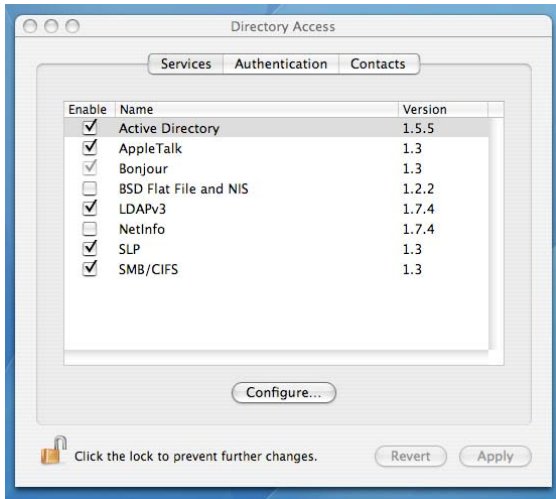 Directory Access
Services Authentication Contacts
Enable Name Version
Active Directory 1.5.5
AppleTalk 1.3
Bonjour 1.3
BSD Flat File and NIS 1.2.2
LDAPv3 1.7.4
NetInfo 1.7.4
SLP 1.3
SMB/CIFS 1.3
Configure...
Click the lock to prevent further changes. Revert Apply